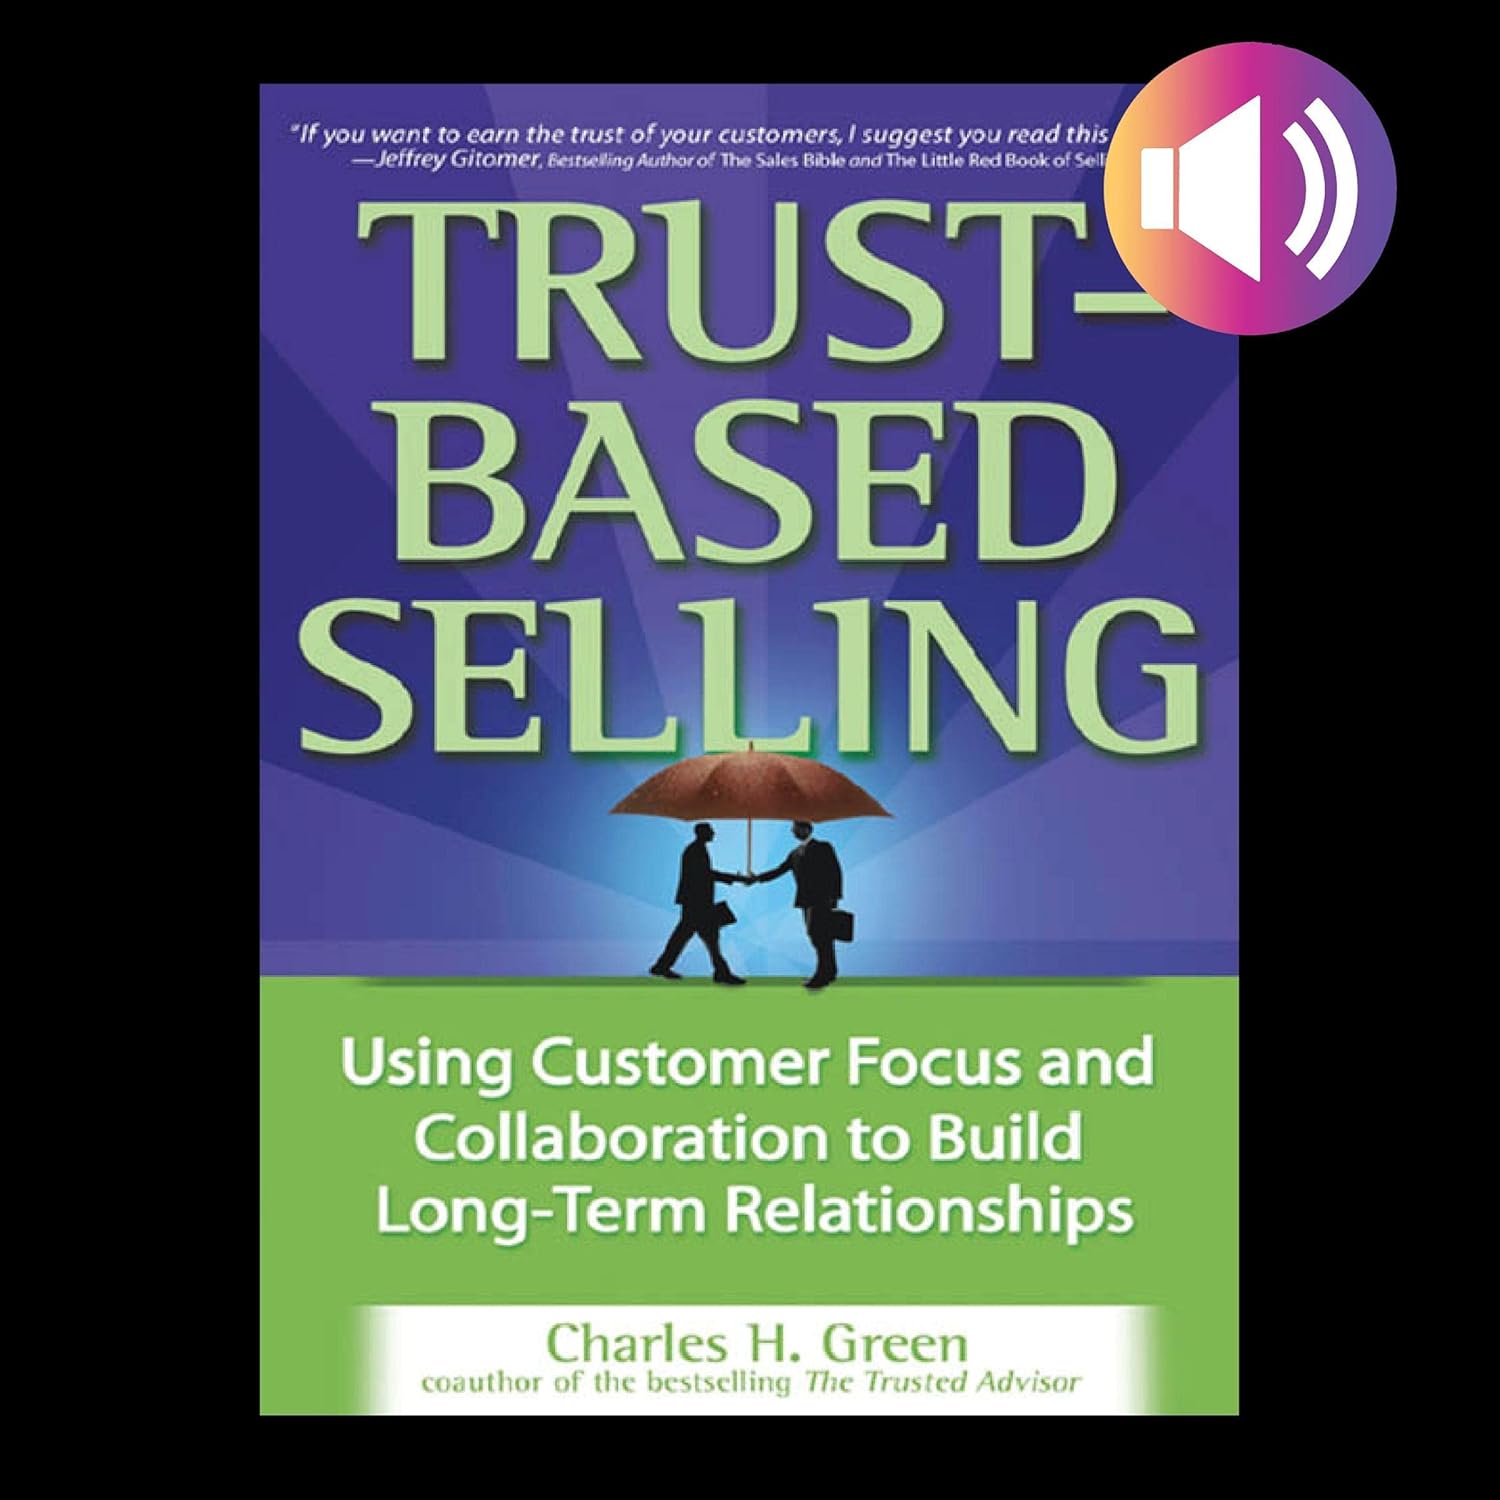 "If you want to earn the trust of your customers, I suggest you read this
—Jeffrey Gitomer, Bestselling Author of The Sales Bible and The Little Red Book of
TRUST–
BASED
SELLING
Using Customer Focus and
Collaboration to Build
Long-Term Relationships
Charles H. Green
coauthor of the bestselling The Trusted Advisor